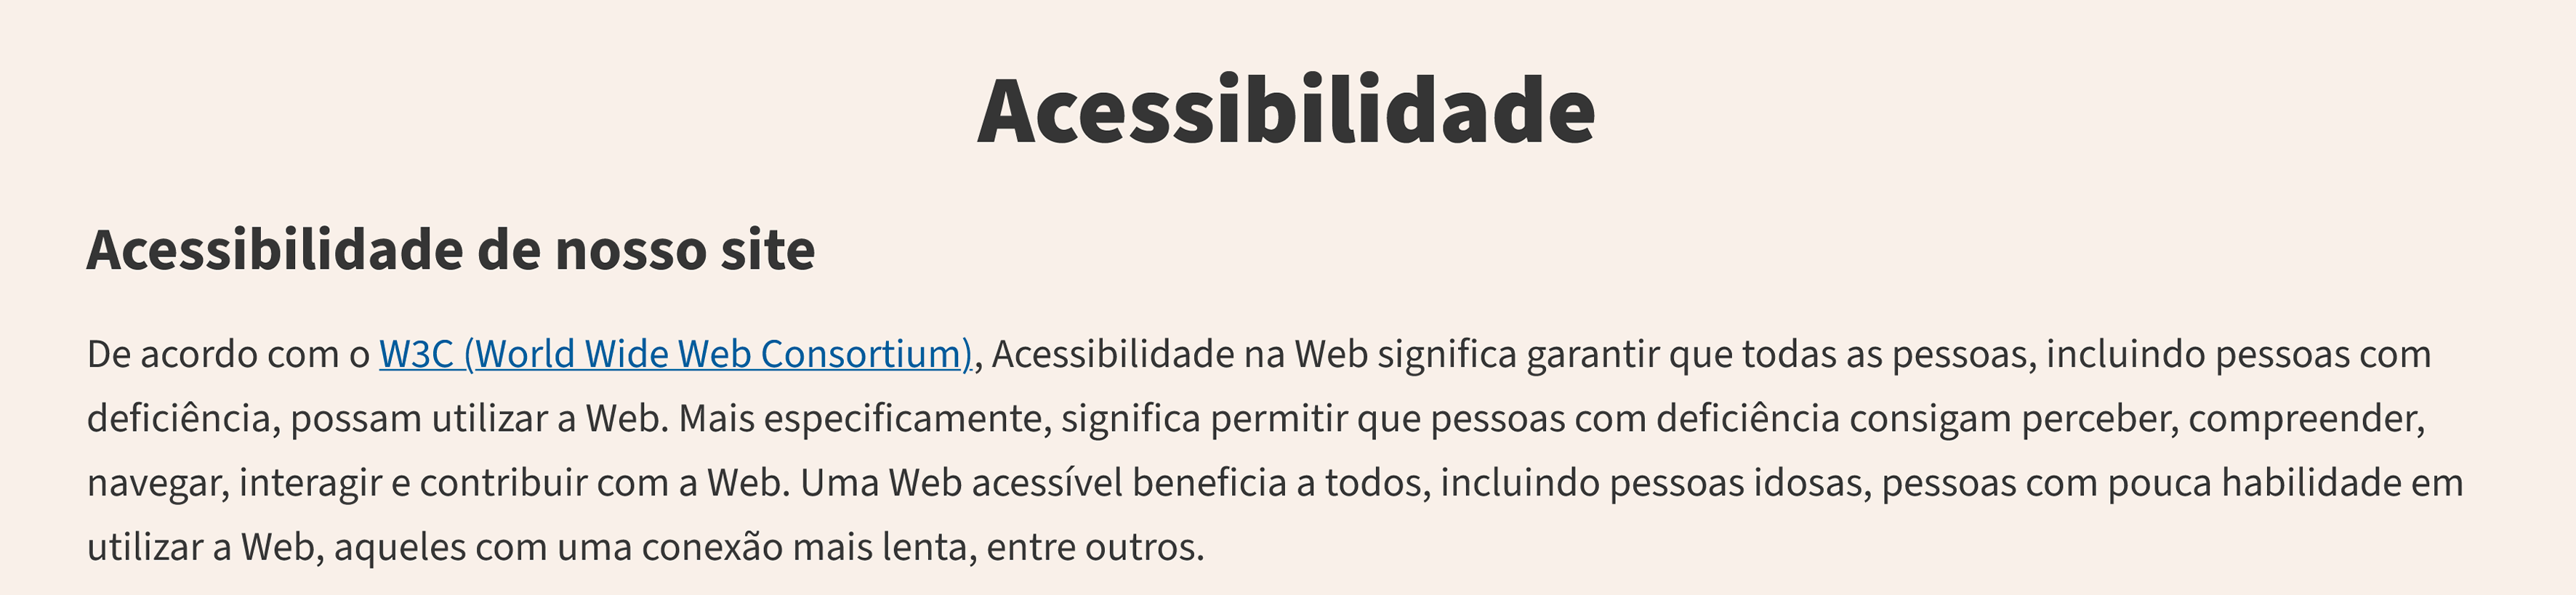 Acessibilidade
Acessibilidade de nosso site
De acordo com o W3C (World Wide Web Consortium), Acessibilidade na Web significa garantir que todas as pessoas, incluindo pessoas com
deficiência, possam utilizar a Web. Mais especificamente, significa permitir que pessoas com deficiência consigam perceber, compreender,
navegar, interagir e contribuir com a Web. Uma Web acessível beneficia a todos, incluindo pessoas idosas, pessoas com pouca habilidade em
utilizar a Web, aqueles com uma conexão mais lenta, entre outros.